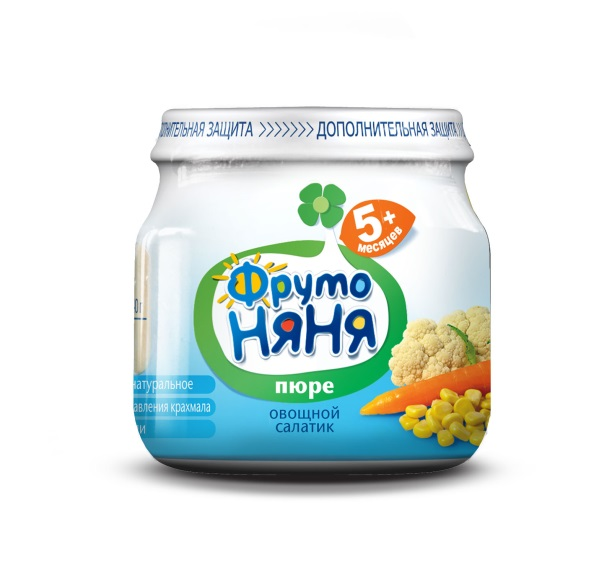 ДОПОЛНИТЕЛЬНАЯ ЗАЩИТА >>>>>>> ДОПОЛНИТЕЛЬНАЯ ЗАЩИТА
5+
месяцев
Фруто
НЯНЯ
пюре
овощной
салатик
натуральное
крахмала